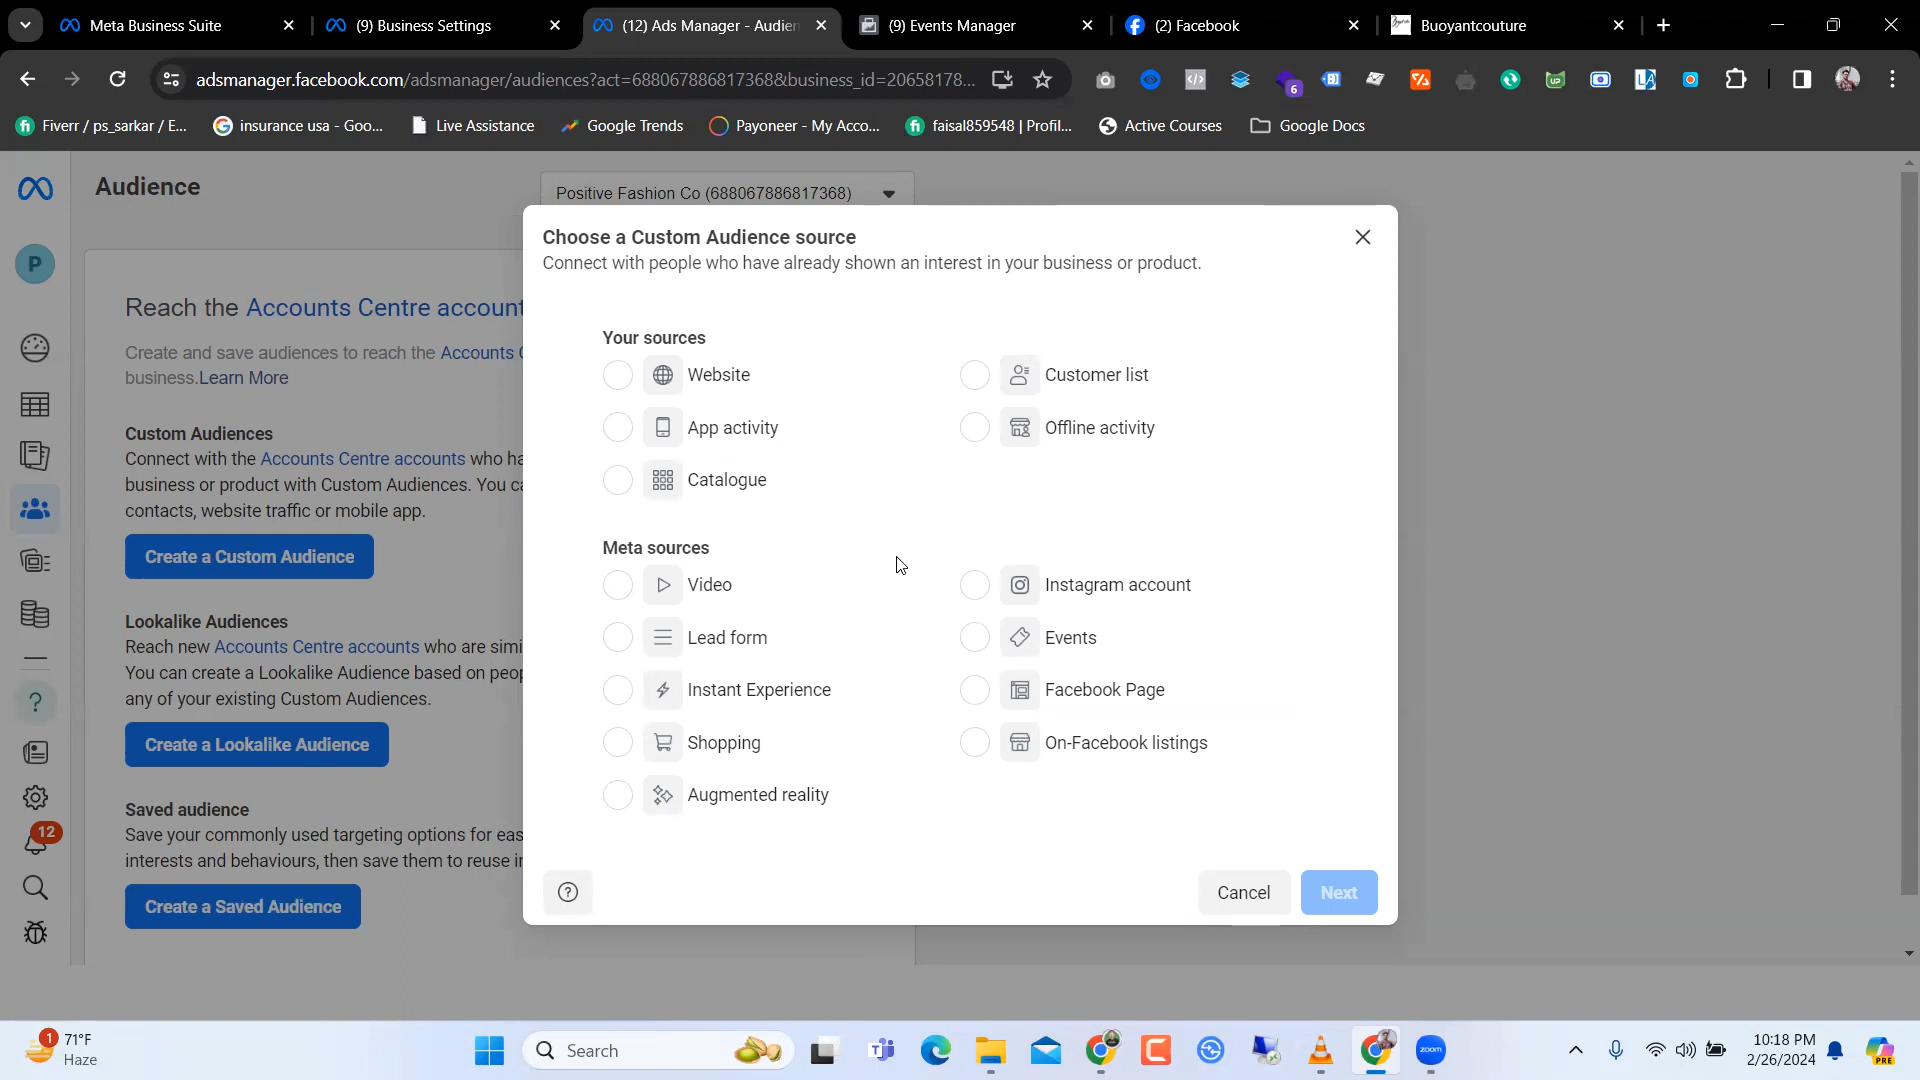 Meta Business Suite
(9) Business Settings
(12) Ads Manager - Audien
(9) Events Manager
(2) Facebook
Buoyantcouture
adsmanager.facebook.com/adsmanager/audiences?act=688067886817368&business_id=20658178...
6
Fiverr / ps_sarkar / E...
insurance usa - Goo...
Live Assistance
Google Trends
Payoneer - My Acco...
faisal859548 | Profil...
Active Courses
Google Docs
Audience
Positive Fashion Co (688067886817368)
P
Reach the Accounts Centre account
Create and save audiences to reach the Accounts C
business.Learn More
Custom Audiences
Connect with the Accounts Centre accounts who ha
business or product with Custom Audiences. You ca
contacts, website traffic or mobile app.
Create a Custom Audience
Lookalike Audiences
Reach new Accounts Centre accounts who are simi
You can create a Lookalike Audience based on peop
any of your existing Custom Audiences.
Create a Lookalike Audience
Saved audience
Save your commonly used targeting options for eas
interests and behaviours, then save them to reuse in
Create a Saved Audience
12
Choose a Custom Audience source
Connect with people who have already shown an interest in your business or product.
Your sources
Website
Customer list
App activity
Offline activity
Catalogue
Meta sources
Video
Instagram account
Lead form
Events
Instant Experience
Facebook Page
Shopping
On-Facebook listings
Augmented reality
Cancel
Next
1
71°F
Haze
Search
zoom
10:18 PM
2/26/2024
PRE